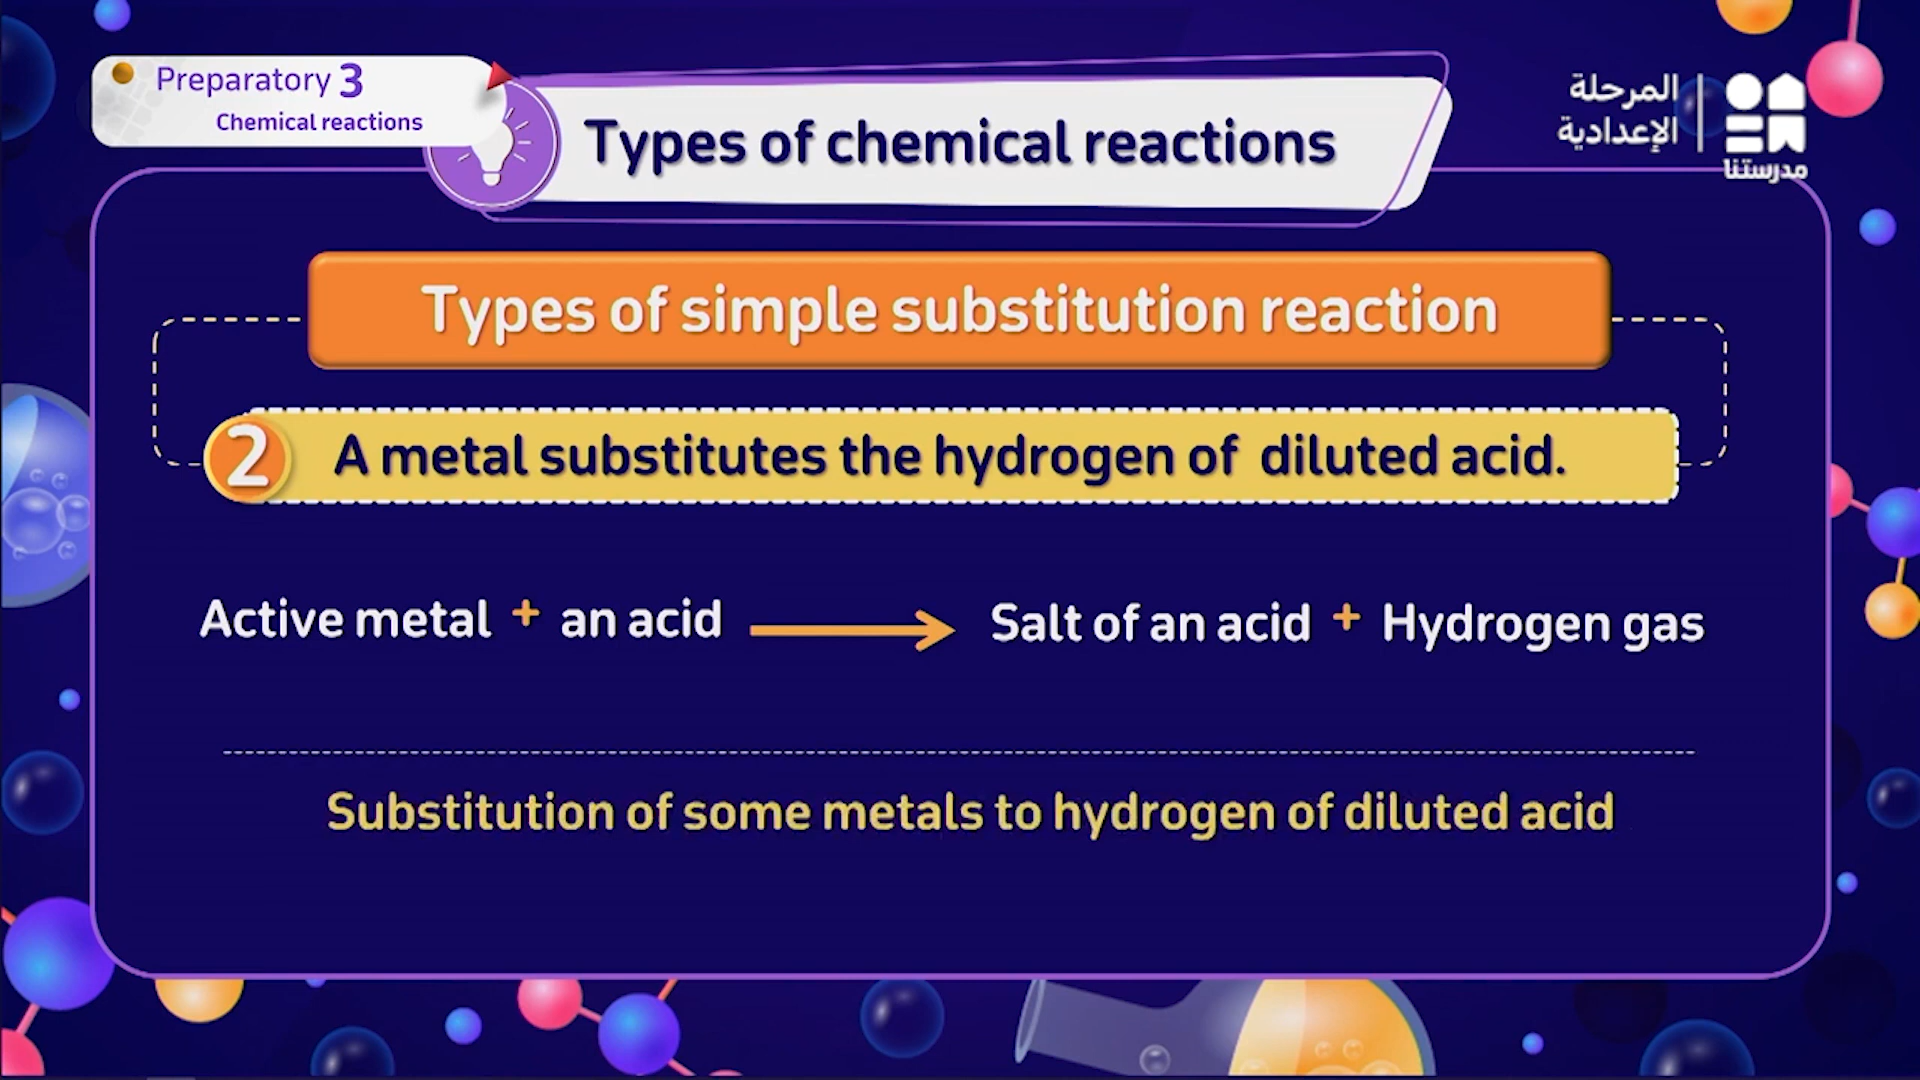 Preparatory 3
Chemical reactions
Types of chemical reactions
المرحلة
الإعدادية
مدرستنا
Types of simple substitution reaction
2 A metal substitutes the hydrogen of diluted acid.
Active metal + an acid → Salt of an acid + Hydrogen gas
Substitution of some metals to hydrogen of diluted acid